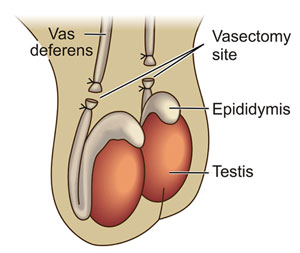 Vas
deferens
Vasectomy
site
Epididymis
Testis